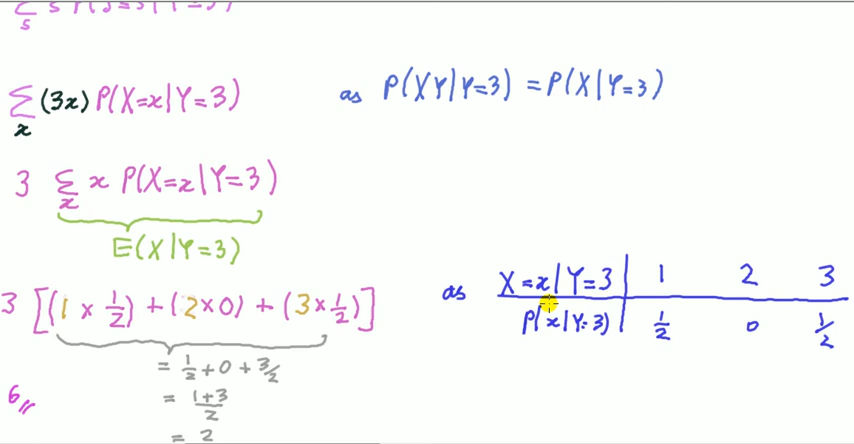 Σ (3x) P(X=x|Y=3) as P(XY|Y=3) = P(X|Y=3)
x
3 Σ x P(X=x|Y=3)
x
E(X|Y=3)
3 [(1 × 1/2) + (2×0) + (3×1/2)] as X=x|Y=3 | 1 2 3
P(x|Y=3) | 1/2 0 1/2
= 1/2 + 0 + 3/2
= (1+3)/2
6//
= 2